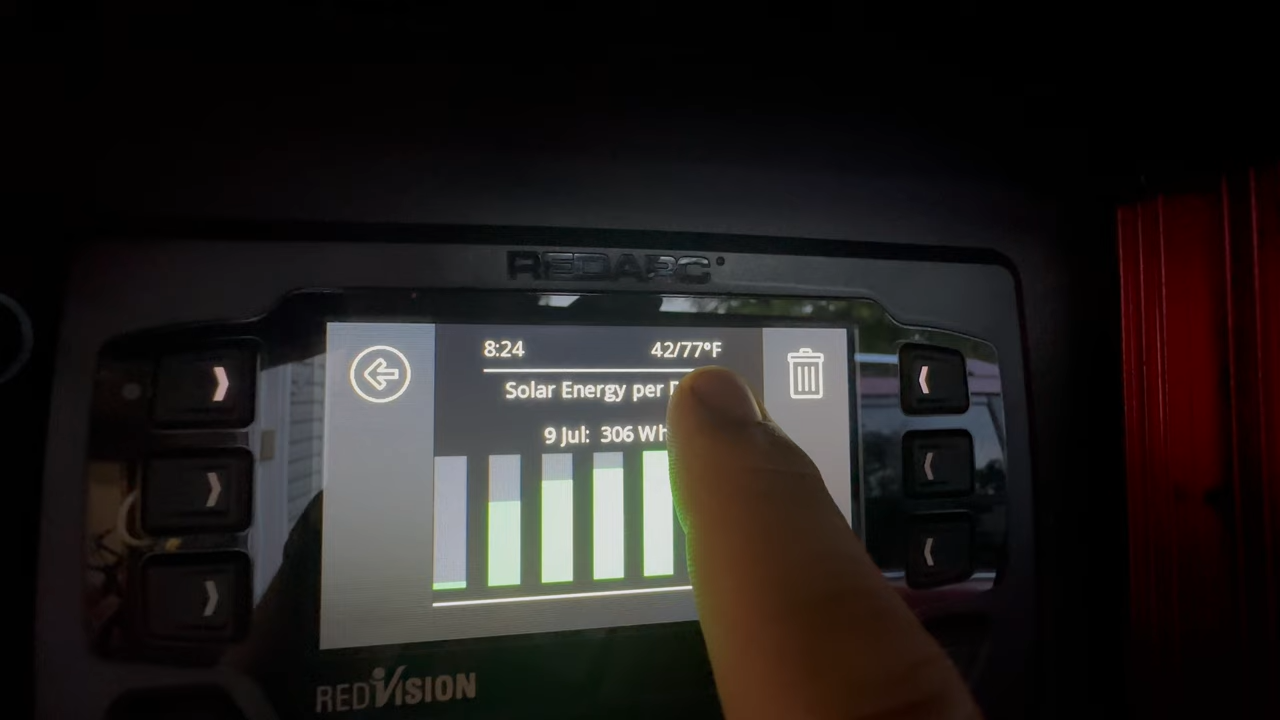 REDARC
8:24 42/77°F
Solar Energy per
9 Jul: 306 Wh
REDVISION